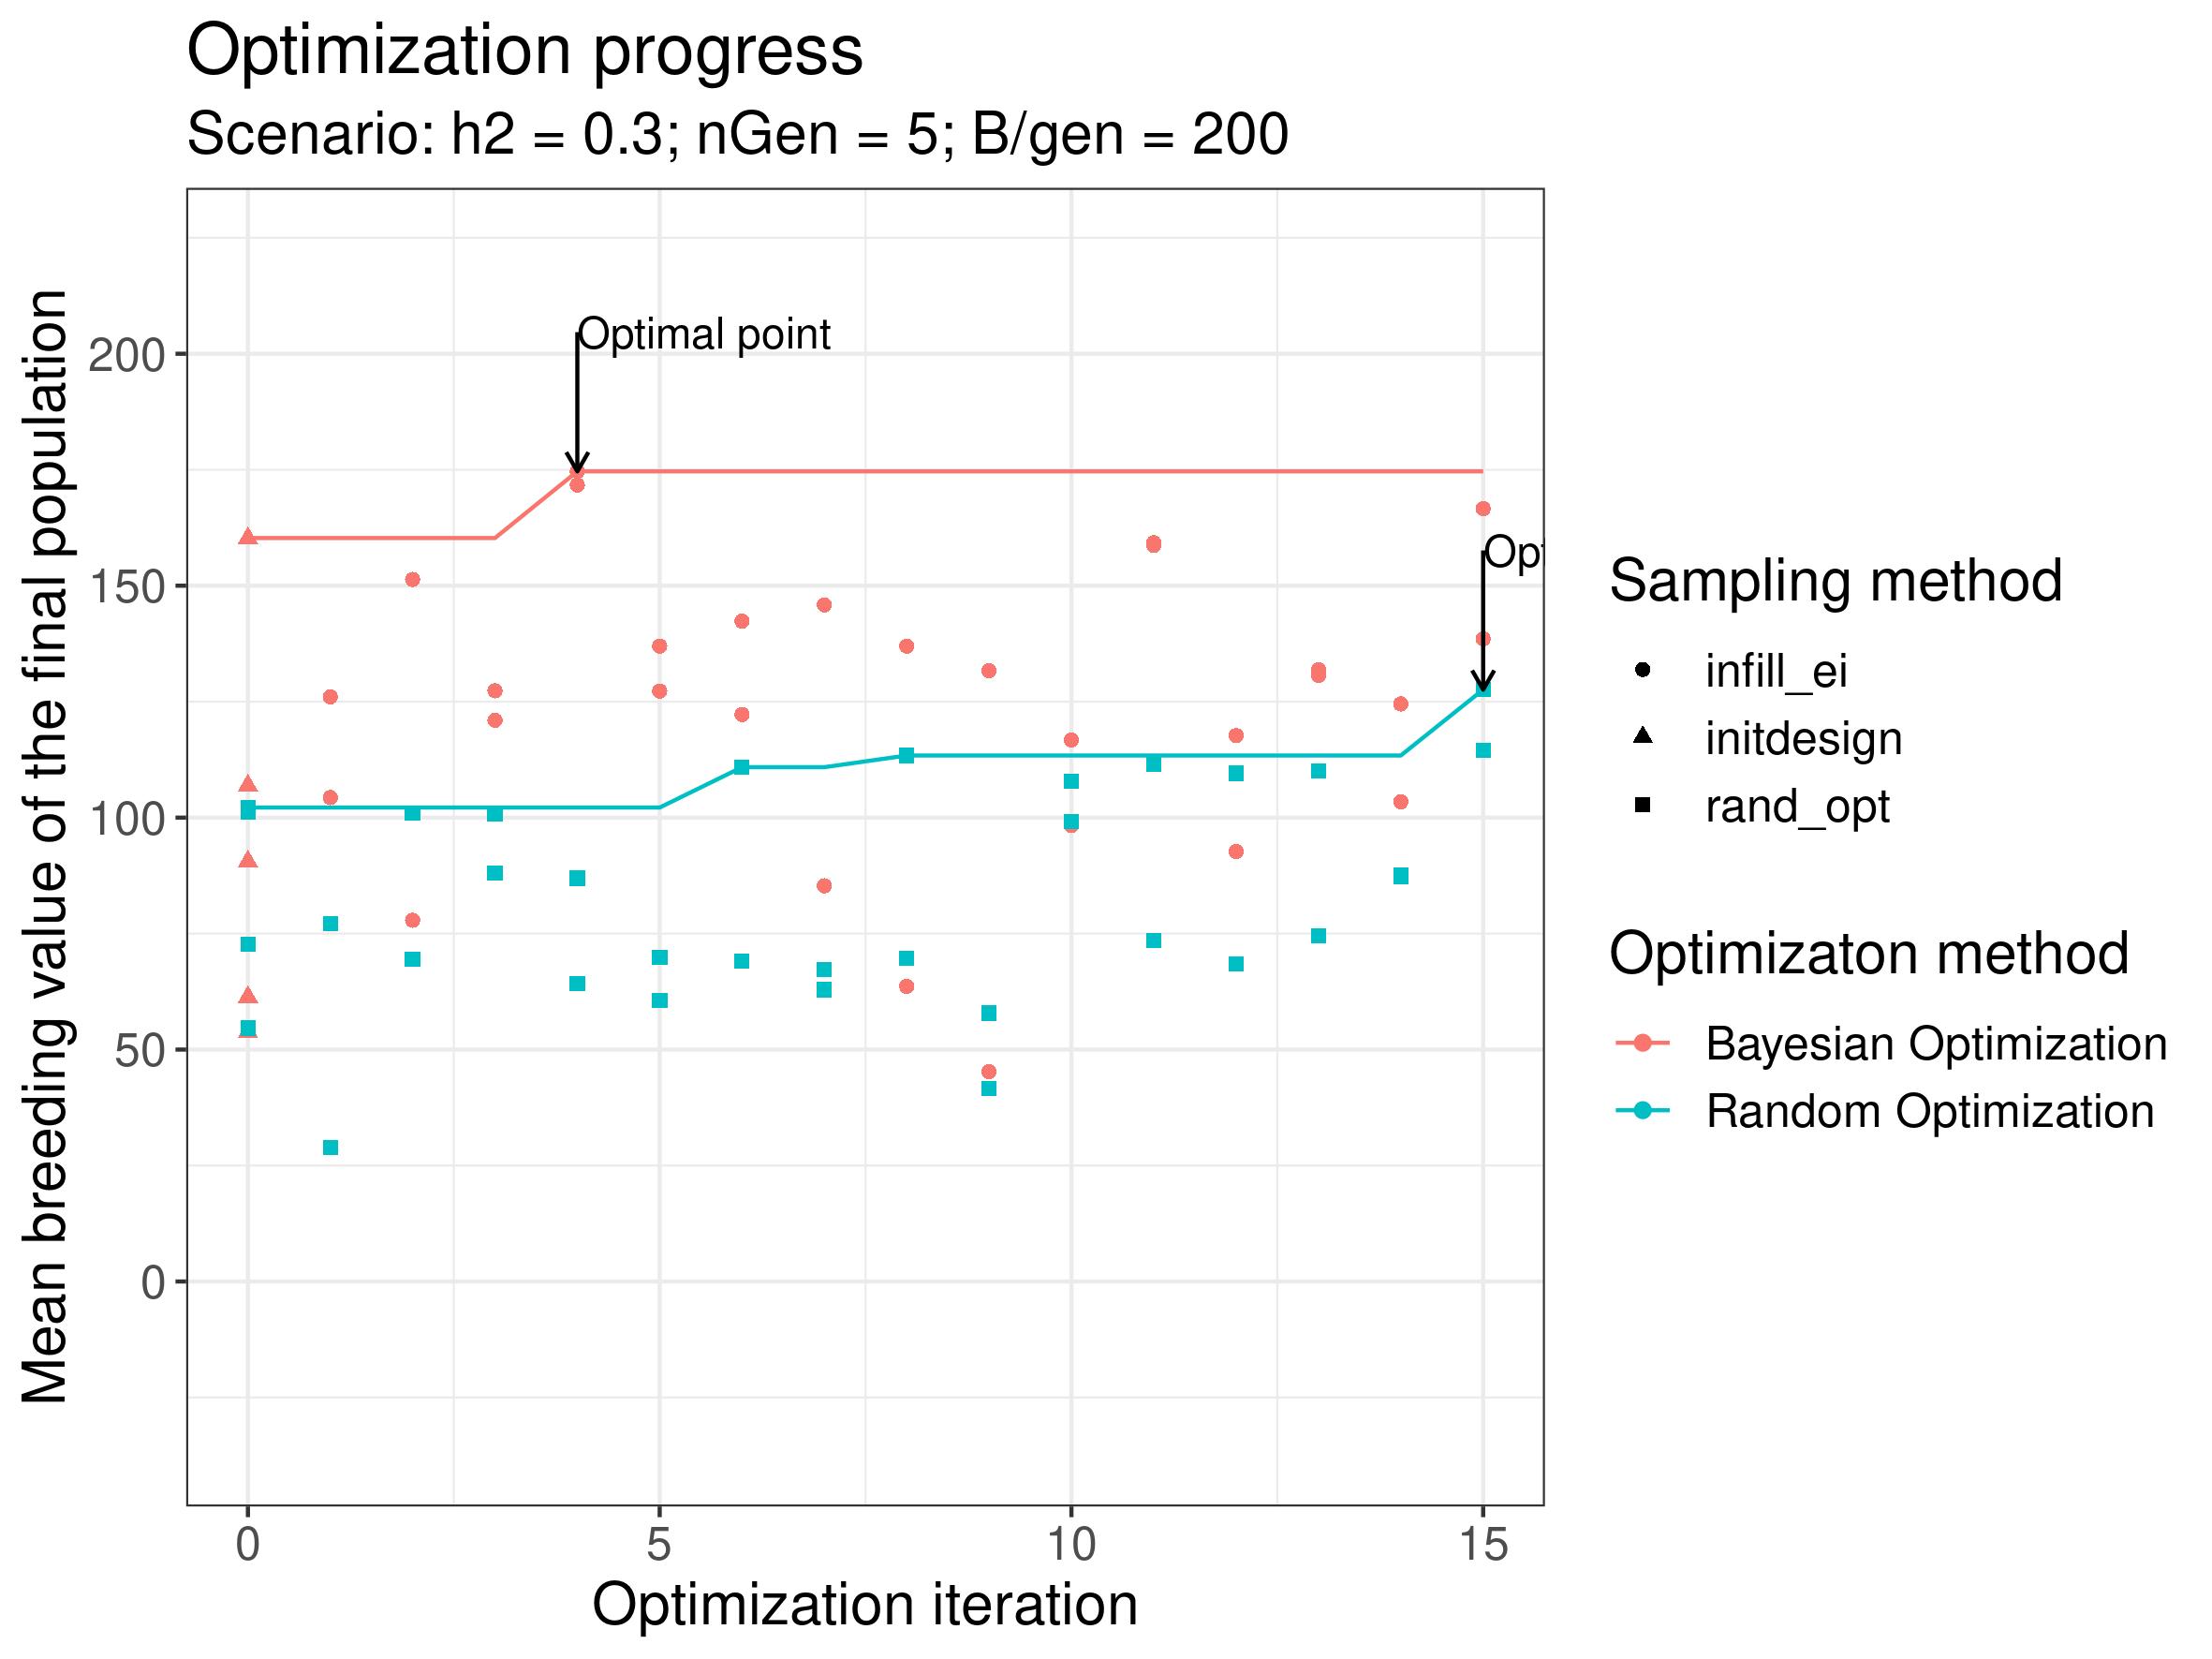 Optimization progress
Scenario: h2 = 0.3; nGen = 5; B/gen = 200
Mean breeding value of the final population
200
150
100
50
0
Optimal point
Opt
0
5
10
15
Optimization iteration
Sampling method
infill_ei
initdesign
rand_opt
Optimizaton method
Bayesian Optimization
Random Optimization